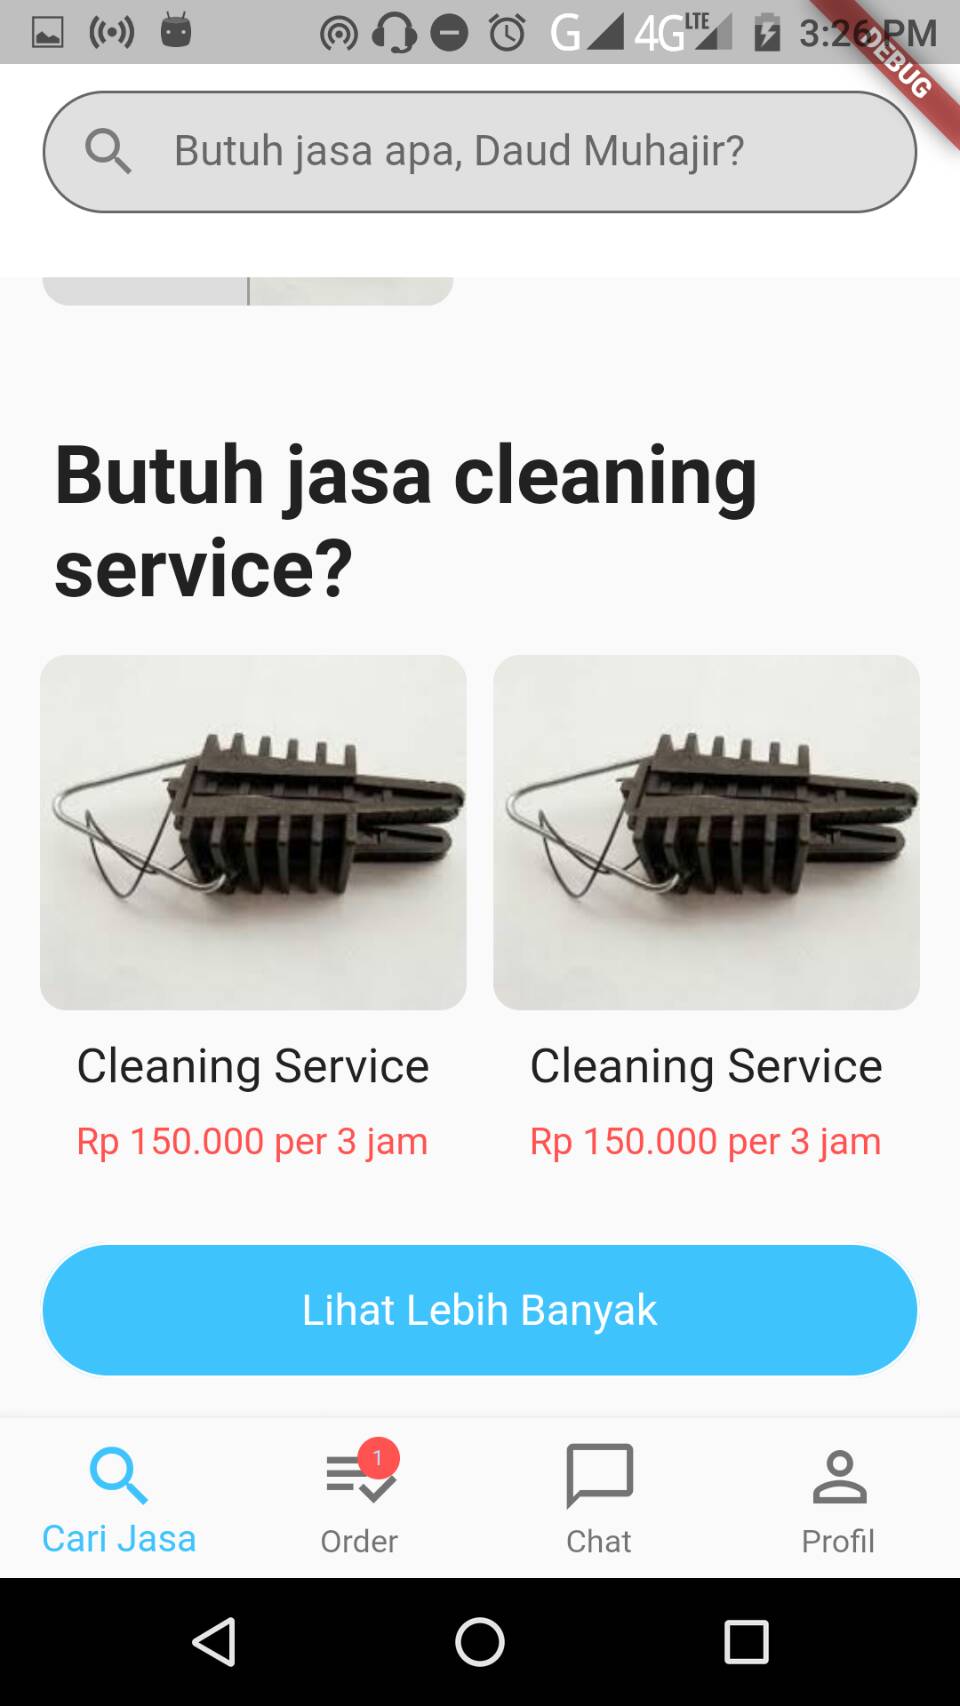 G 4G LTE 3:26 PM
DEBUG
Butuh jasa apa, Daud Muhajir?
Butuh jasa cleaning
service?
Cleaning Service
Rp 150.000 per 3 jam
Cleaning Service
Rp 150.000 per 3 jam
Lihat Lebih Banyak
Cari Jasa
1
Order
Chat
Profil